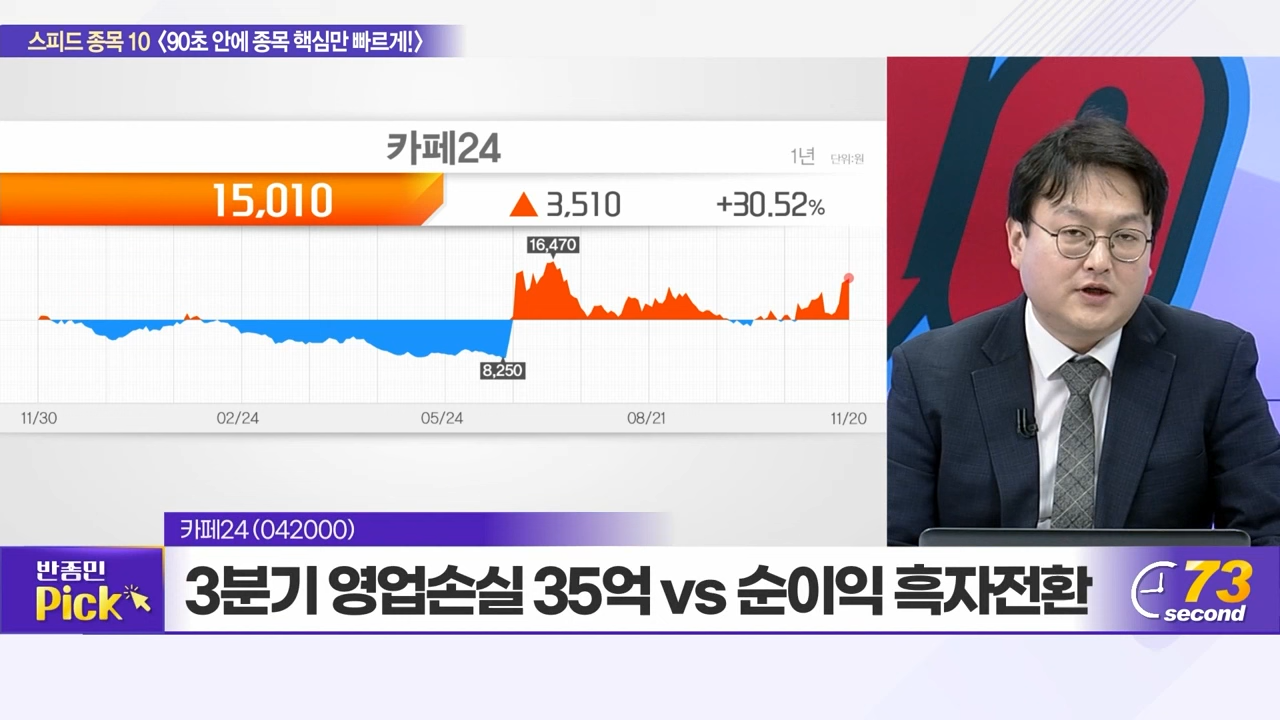 스피드 종목 10 〈90초 안에 종목 핵심만 빠르게!〉
카페24
1년 단위:원
15,010 ▲ 3,510 +30.52%
16,470
8,250
11/30 02/24 05/24 08/21 11/20
카페24 (042000)
반종민
Pick
3분기 영업손실 35억 vs 순이익 흑자전환
73
second